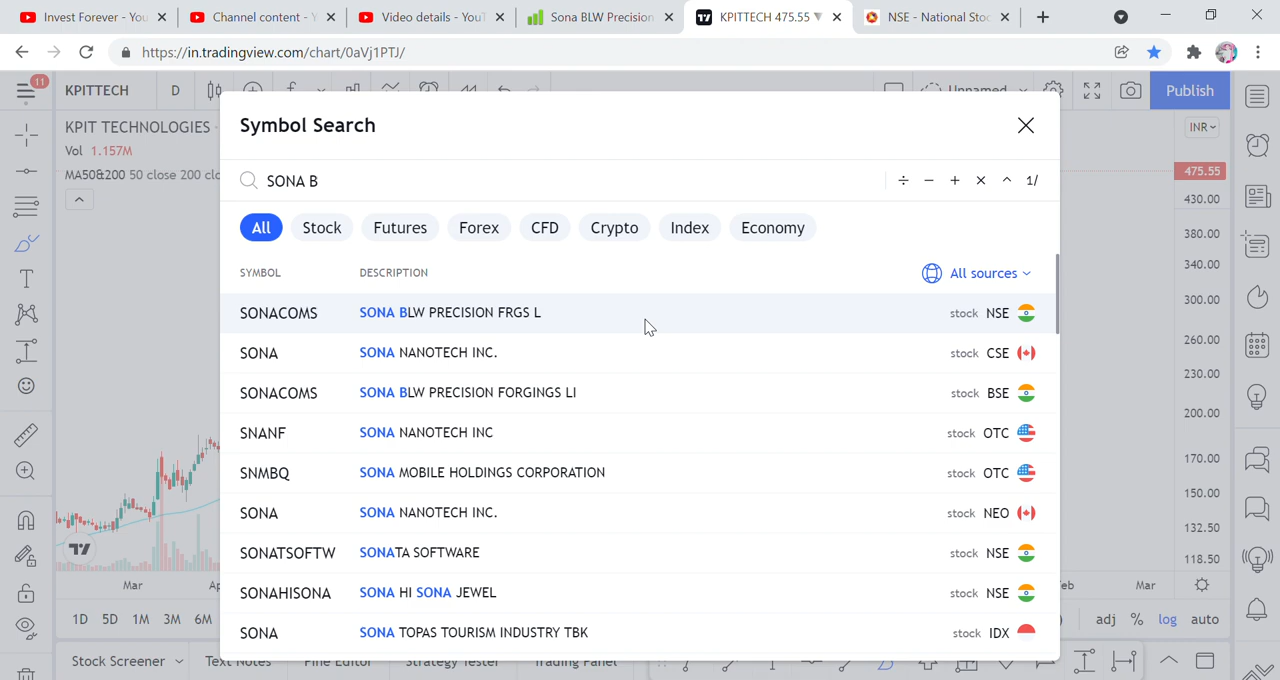 Invest Forever - You
Channel content - Y
Video details - YouT
Sona BLW Precision
KPITTECH 475.55 ▼
NSE - National Stoc
https://in.tradingview.com/chart/0aVj1PTJ/
11
KPITTECH
D
Unnamed
Publish
KPIT TECHNOLOGIES
Vol 1.157M
MA50&200 50 close 200 clo
INR
Symbol Search
SONA B
÷ − + × ^ 1/
All Stock Futures Forex CFD Crypto Index Economy
SYMBOL DESCRIPTION All sources
SONACOMS SONA BLW PRECISION FRGS L stock NSE
SONA SONA NANOTECH INC. stock CSE
SONACOMS SONA BLW PRECISION FORGINGS LI stock BSE
SNANF SONA NANOTECH INC stock OTC
SNMBQ SONA MOBILE HOLDINGS CORPORATION stock OTC
SONA SONA NANOTECH INC. stock NEO
SONATSOFTW SONATA SOFTWARE stock NSE
SONAHISONA SONA HI SONA JEWEL stock NSE
SONA SONA TOPAS TOURISM INDUSTRY TBK stock IDX
475.55
430.00
380.00
340.00
300.00
260.00
230.00
200.00
170.00
150.00
132.50
118.50
Mar
Mar
1D 5D 1M 3M 6M
adj % log auto
Stock Screener Text Notes Pine Editor Strategy Tester Trading Panel